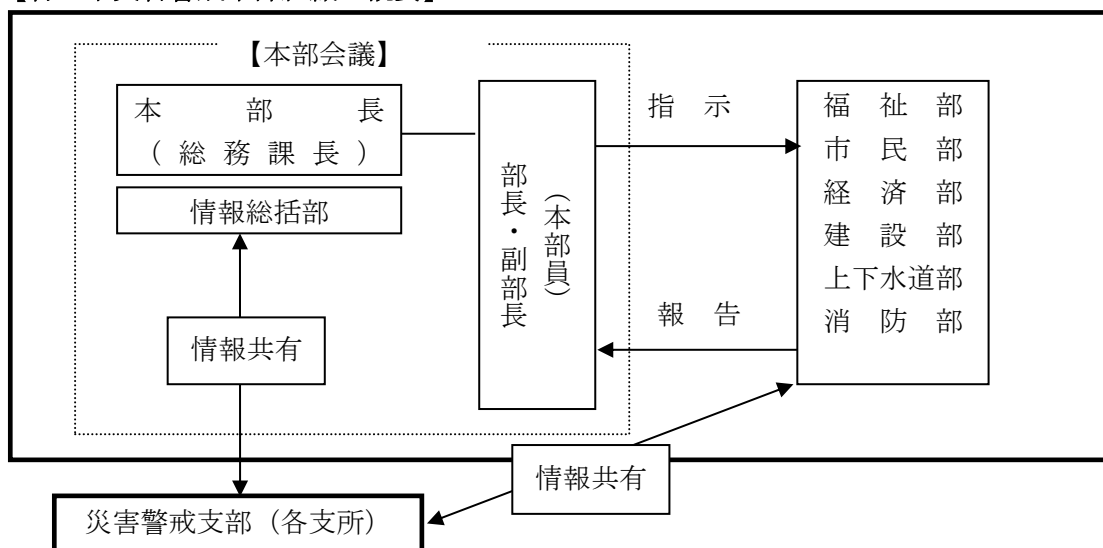 【本部会議】
本部長
(総務課長)
情報総括部
情報共有
部長・副部長
(本部員)
指示
報告
福祉部
市民部
経済部
建設部
上下水道部
消防部
情報共有
災害警戒支部(各支所)